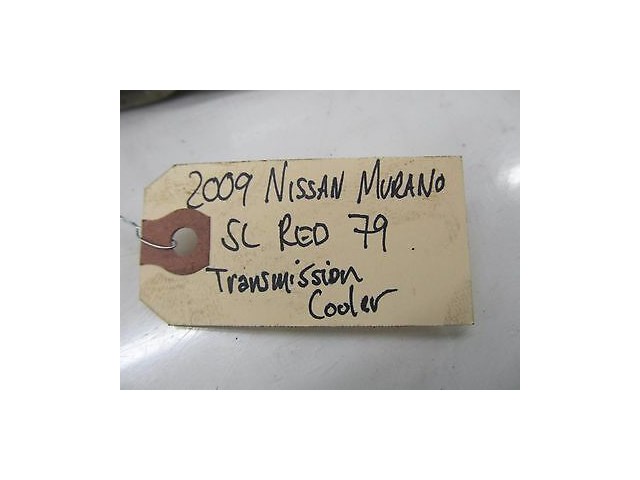 2009 NISSAN MURANO
SL RED 79
Transmission
Cooler